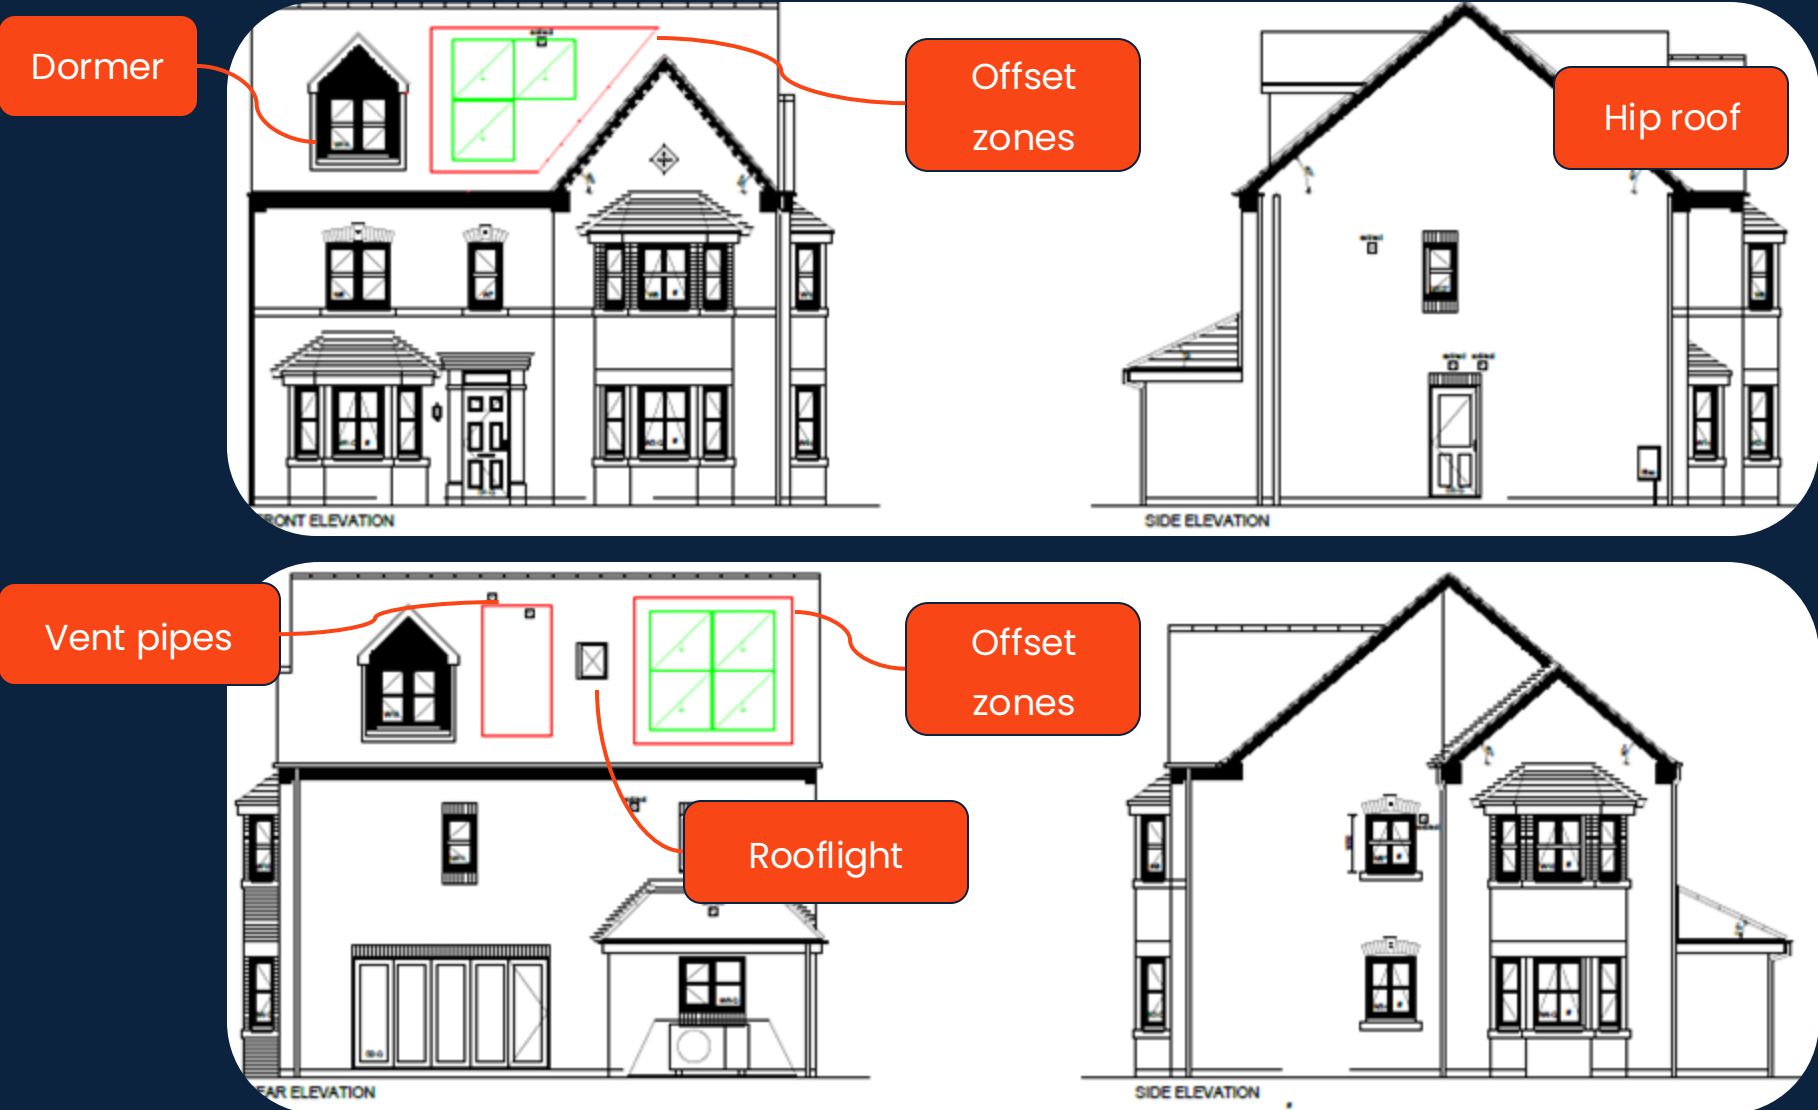 Dormer
Offset
zones
Hip roof
RONT ELEVATION
SIDE ELEVATION
Vent pipes
Offset
zones
Rooflight
EAR ELEVATION
SIDE ELEVATION